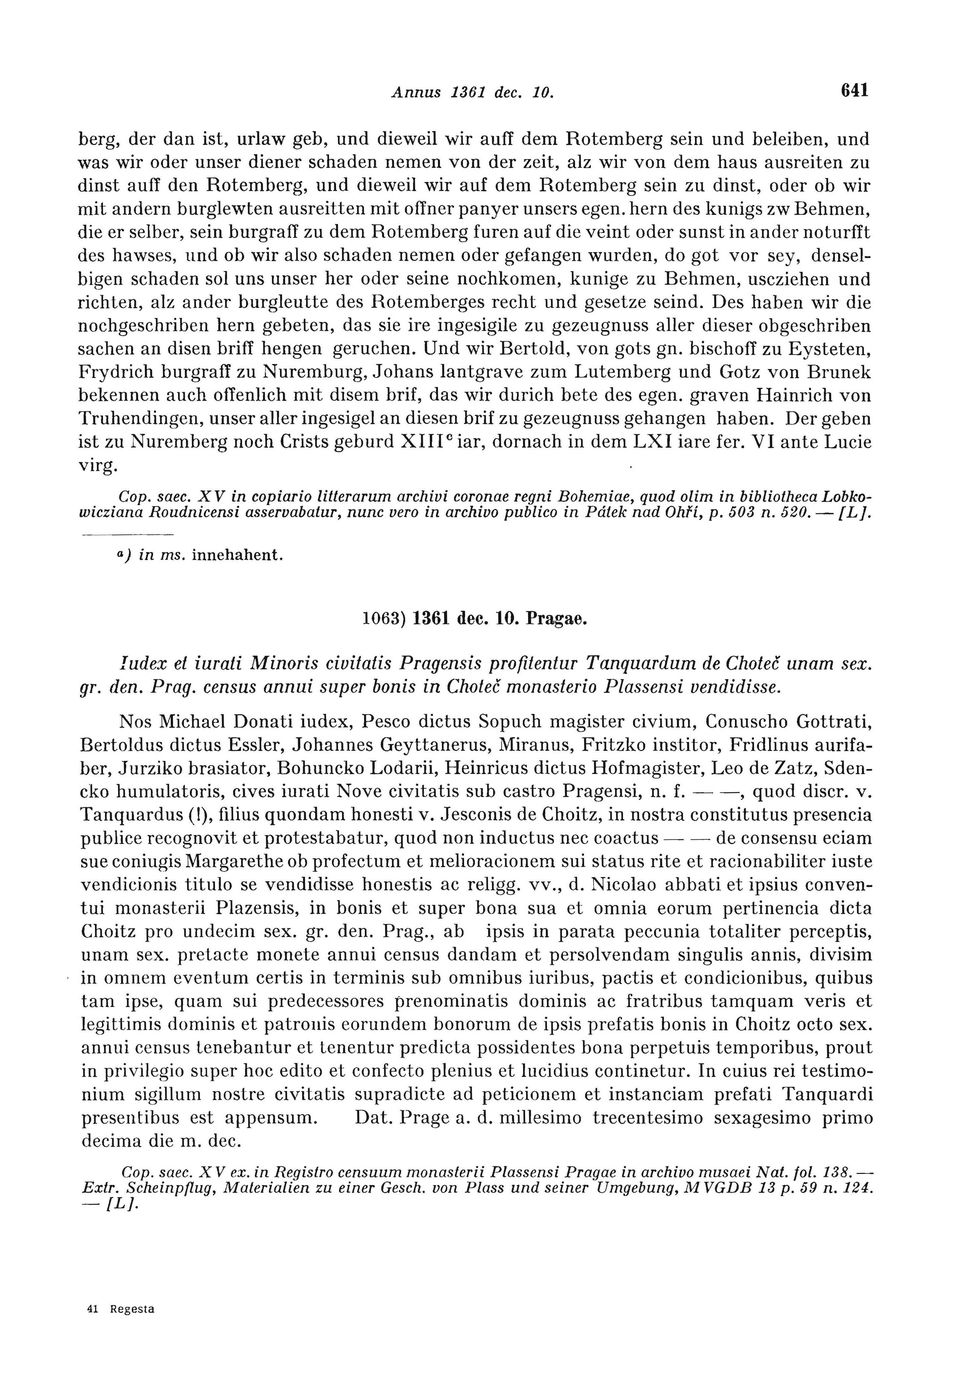 Annus 1361 dec. 10. 641
berg, der dan ist, urlaw geb, und dieweil wir auff dem Rotemberg sein und beleiben, und
was wir oder unser diener schaden nemen von der zeit, alz wir von dem haus ausreiten zu
dinst auff den Rotemberg, und dieweil wir auf dem Rotemberg sein zu dinst, oder ob wir
mit andern burglewten ausreitten mit offner panyer unsers egen. hern des kunigs zw Behmen,
die er selber, sein burgraff zu dem Rotemberg furen auf die veint oder sunst in ander noturfft
des hawses, und ob wir also schaden nemen oder gefangen wurden, do got vor sey, densel-
bigen schaden sol uns unser her oder seine nochkomen, kunige zu Behmen, uscziehen und
richten, alz ander burgleutte des Rotemberges recht und gesetze seind. Des haben wir die
nochgeschriben hern gebeten, das sie ire ingesigile zu gezeugnuss aller dieser obgeschriben
sachen an disen briff hengen geruchen. Und wir Bertold, von gots gn. bischoff zu Eysteten,
Frydrich burgraff zu Nuremburg, Johans lantgrave zum Lutemberg und Gotz von Brunek
bekennen auch offenlich mit disem brif, das wir durich bete des egen. graven Hainrich von
Truhendingen, unser aller ingesigel an diesen brif zu gezeugnuss gehangen haben. Der geben
ist zu Nuremberg noch Crists geburd XIIIᶜ iar, dornach in dem LXI iare fer. VI ante Lucie
virg.
Cop. saec. XV in copiario litterarum archivi coronae regni Bohemiae, quod olim in bibliotheca Lobko-
wicziana Roudnicensi asservabatur, nunc vero in archivo publico in Pátek nad Ohří, p. 503 n. 520. — [L].
a) in ms. innehahent.
1063) 1361 dec. 10. Pragae.
Iudex et iurati Minoris civitatis Pragensis profitentur Tanquardum de Choteč unam sex.
gr. den. Prag. census annui super bonis in Choteč monasterio Plassensi vendidisse.
Nos Michael Donati iudex, Pesco dictus Sopuch magister civium, Conuscho Gottrati,
Bertoldus dictus Essler, Johannes Geyttanerus, Miranus, Fritzko institor, Fridlinus aurifa-
ber, Jurziko brasiator, Bohuncko Lodarii, Heinricus dictus Hofmagister, Leo de Zatz, Sden-
cko humulatoris, cives iurati Nove civitatis sub castro Pragensi, n. f. — —, quod discr. v.
Tanquardus (!), filius quondam honesti v. Jesconis de Choitz, in nostra constitutus presencia
publice recognovit et protestabatur, quod non inductus nec coactus — — de consensu eciam
sue coniugis Margarethe ob profectum et melioracionem sui status rite et racionabiliter iuste
vendicionis titulo se vendidisse honestis ac religg. vv., d. Nicolao abbati et ipsius conven-
tui monasterii Plazensis, in bonis et super bona sua et omnia eorum pertinencia dicta
Choitz pro undecim sex. gr. den. Prag., ab ipsis in parata peccunia totaliter perceptis,
unam sex. pretacte monete annui census dandam et persolvendam singulis annis, divisim
in omnem eventum certis in terminis sub omnibus iuribus, pactis et condicionibus, quibus
tam ipse, quam sui predecessores prenominatis dominis ac fratribus tamquam veris et
legittimis dominis et patronis eorundem bonorum de ipsis prefatis bonis in Choitz octo sex.
annui census tenebantur et tenentur predicta possidentes bona perpetuis temporibus, prout
in privilegio super hoc edito et confecto plenius et lucidius continetur. In cuius rei testimo-
nium sigillum nostre civitatis supradicte ad peticionem et instanciam prefati Tanquardi
presentibus est appensum. Dat. Prage a. d. millesimo trecentesimo sexagesimo primo
decima die m. dec.
Cop. saec. XV ex. in Registro censuum monasterii Plassensi Pragae in archivo musaei Nat. fol. 138. —
Extr. Scheinpflug, Materialien zu einer Gesch. von Plass und seiner Umgebung, MVGDB 13 p. 59 n. 124.
— [L].
41 Regesta